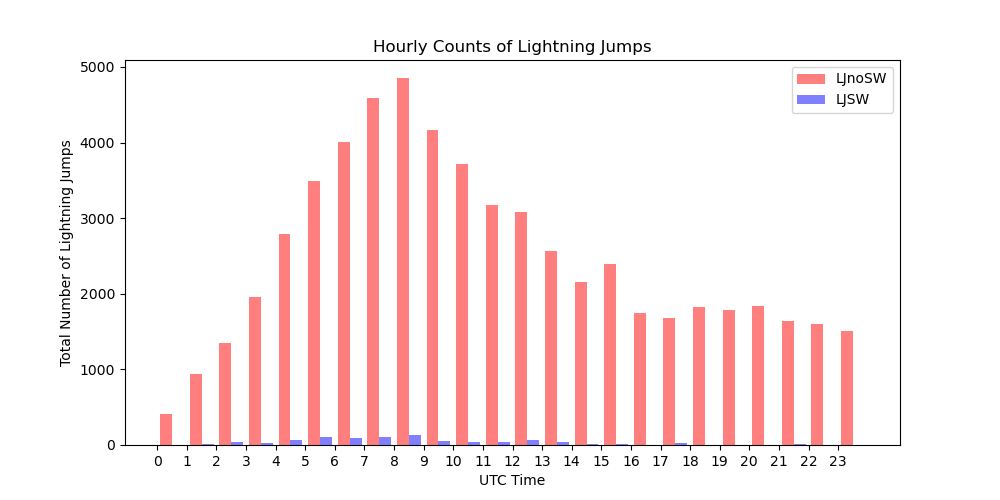 Hourly Counts of Lightning Jumps
LJnoSW
LJSW
Total Number of Lightning Jumps
5000
4000
3000
2000
1000
0
0 1 2 3 4 5 6 7 8 9 10 11 12 13 14 15 16 17 18 19 20 21 22 23
UTC Time